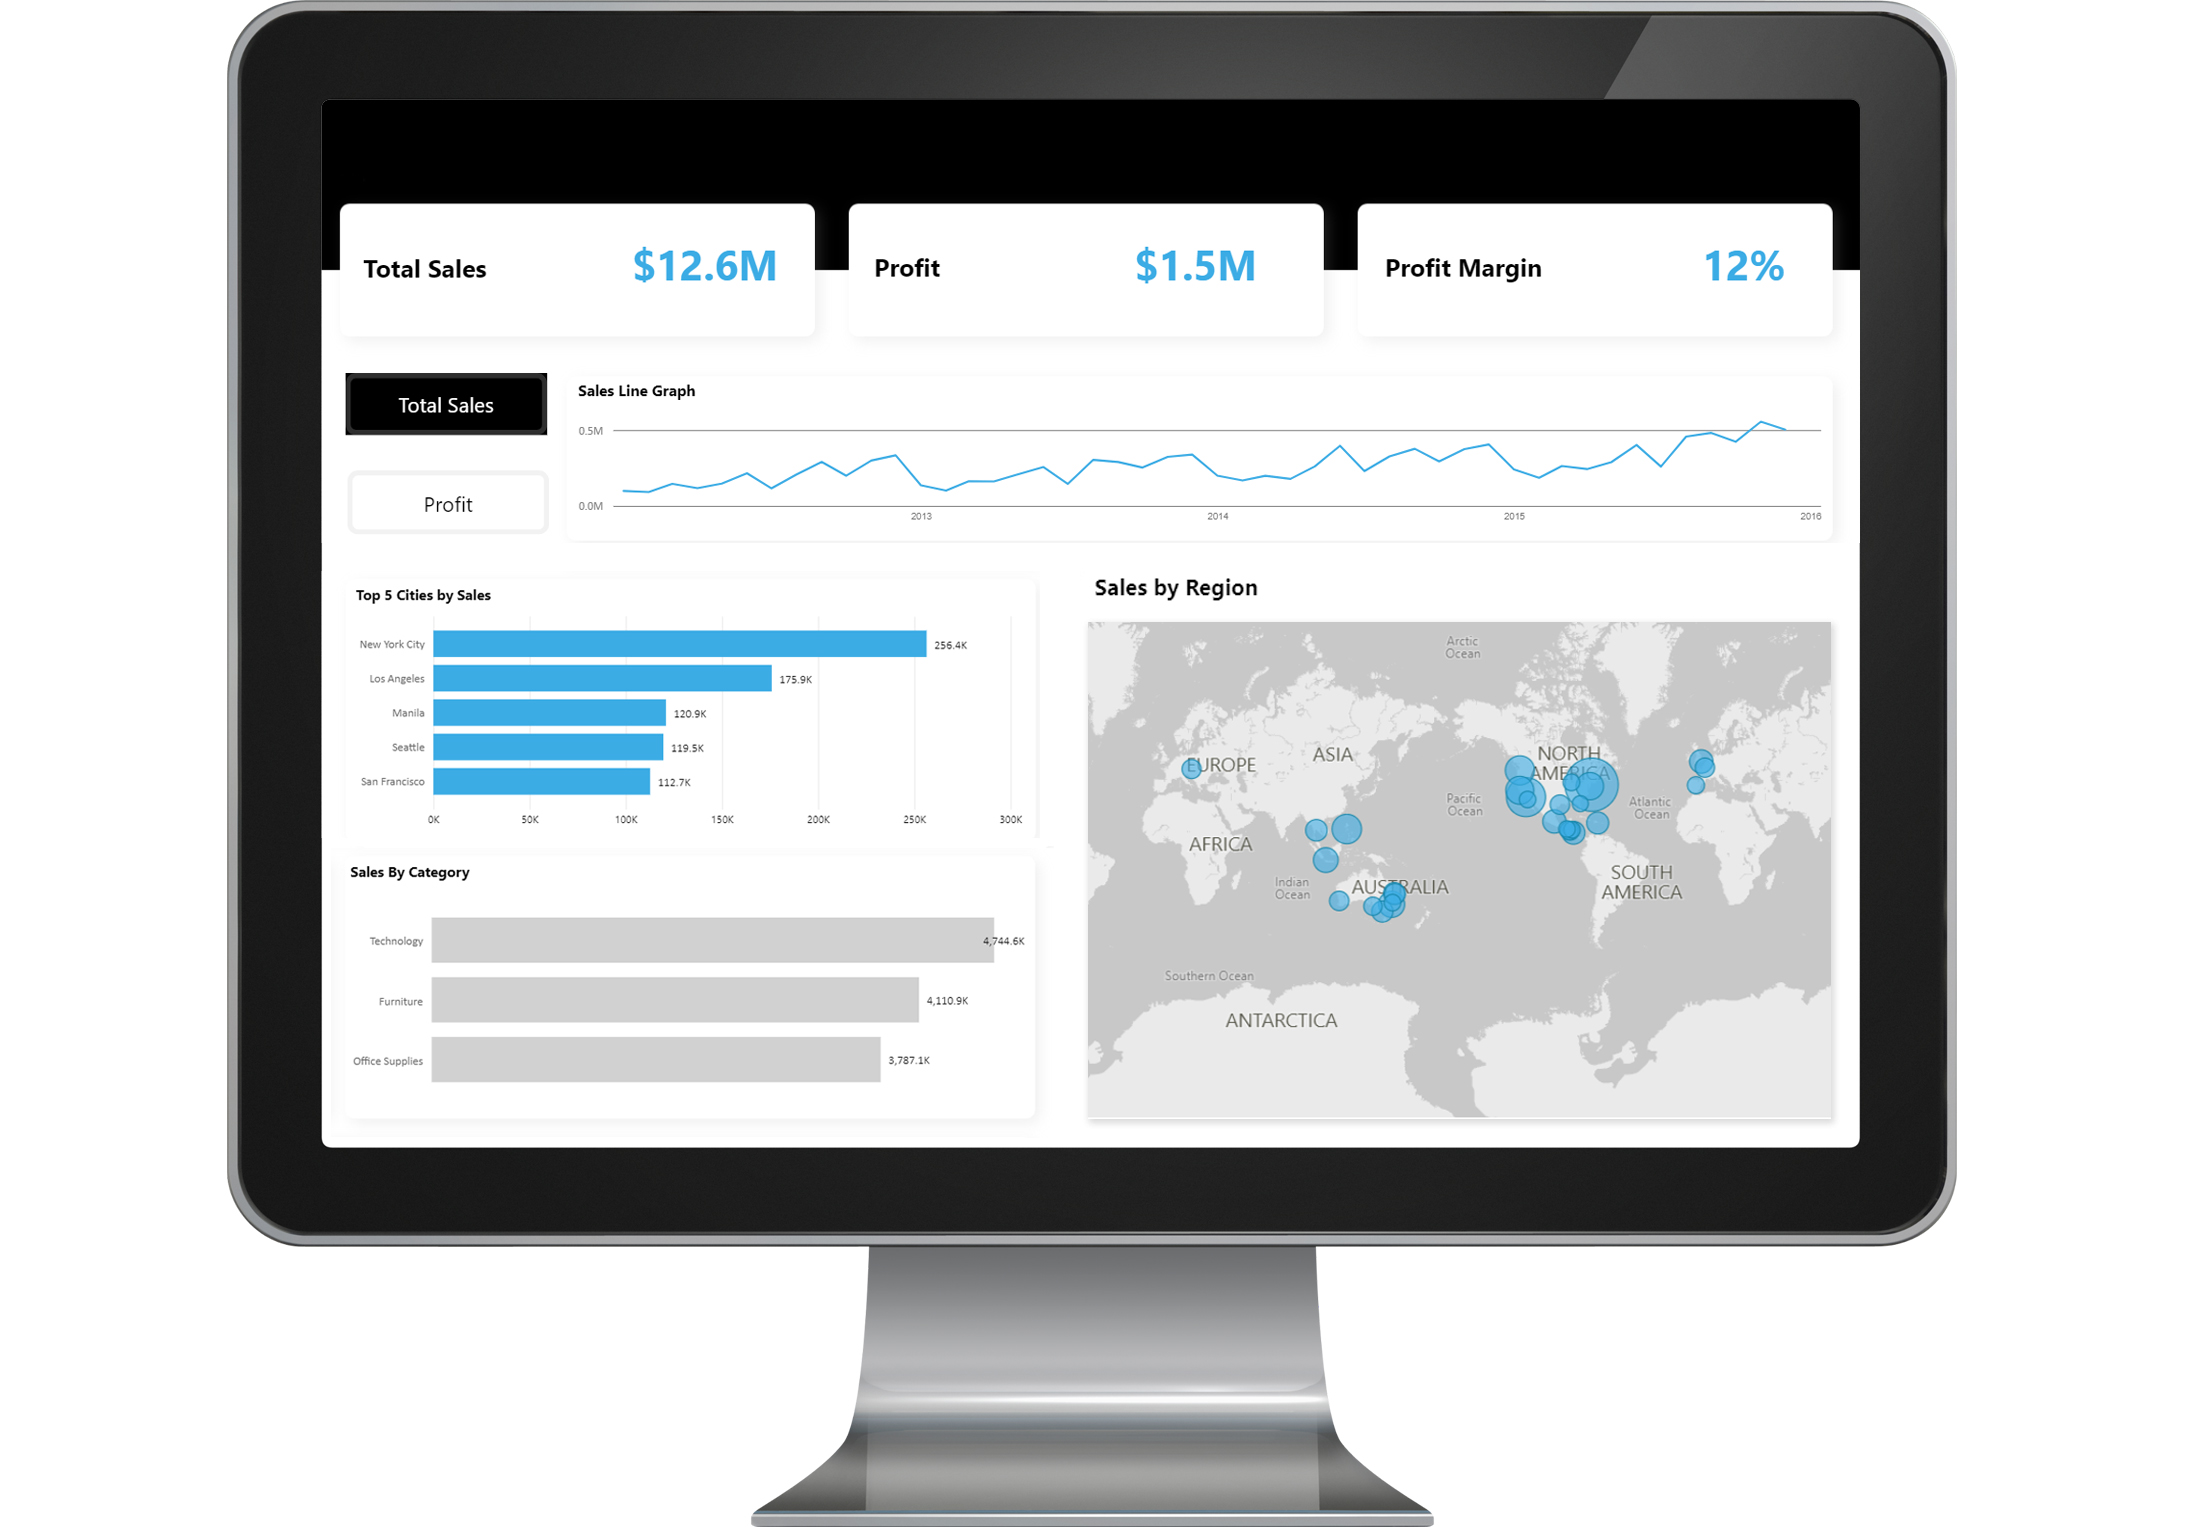 Total Sales
$12.6M
Profit
$1.5M
Profit Margin
12%
Total Sales
Profit
Sales Line Graph
0.5M
0.0M
2013
2014
2015
2016
Top 5 Cities by Sales
New York City
256.4K
Los Angeles
175.9K
Manila
120.9K
Seattle
119.5K
San Francisco
112.7K
0K
50K
100K
150K
200K
250K
300K
Sales By Category
Technology
4,744.6K
Furniture
4,110.9K
Office Supplies
3,787.1K
Sales by Region
Arctic
Ocean
NORTH
AMERICA
ASIA
EUROPE
Pacific
Ocean
Atlantic
Ocean
AFRICA
SOUTH
AMERICA
Indian
Ocean
AUSTRALIA
Southern Ocean
ANTARCTICA